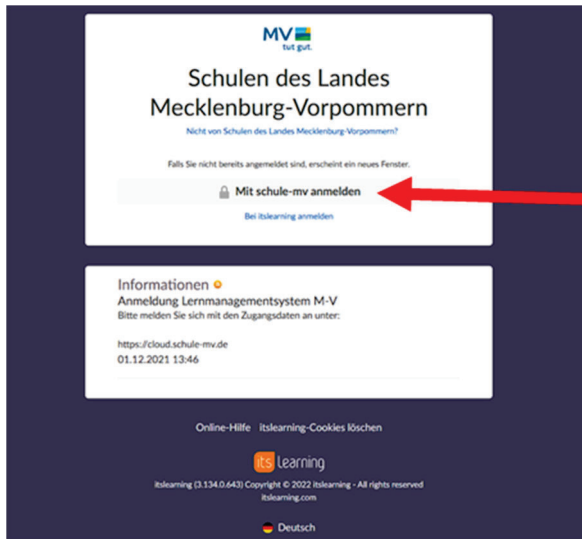 MV
tut gut.
Schulen des Landes
Mecklenburg-Vorpommern
Nicht von Schulen des Landes Mecklenburg-Vorpommern?
Falls Sie nicht bereits angemeldet sind, erscheint ein neues Fenster.
Mit schule-mv anmelden
Bei itslearning anmelden
Informationen
Anmeldung Lernmanagementsystem M-V
Bitte melden Sie sich mit den Zugangsdaten an unter:
https://cloud.schule-mv.de
01.12.2021 13:46
Online-Hilfe itslearning-Cookies löschen
its learning
itslearning (3.134.0.643) Copyright © 2022 itslearning - All rights reserved
itslearning.com
Deutsch